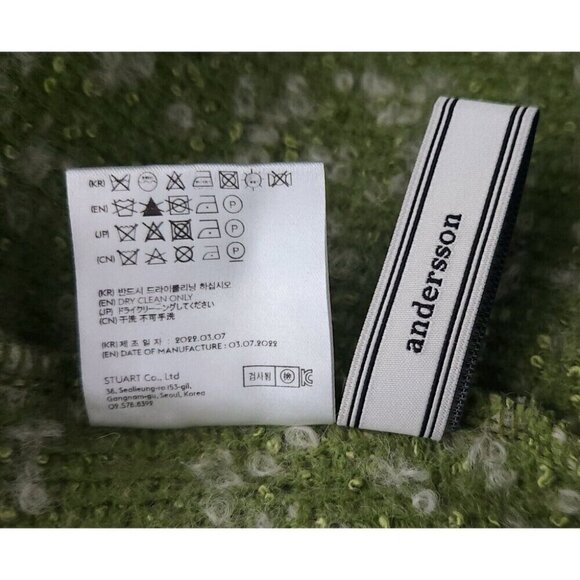 (KR)
(EN)
(JP)
(CN)
(KR) 반드시 드라이클리닝 하십시오
(EN) DRY CLEAN ONLY
(JP) ドライクリーニングしてください
(CN) 干洗 不可手洗
(KR) 제 조 일 자 : 2022.03.07
(EN) DATE OF MANUFACTURE : 03.07.2022
STUART Co., Ltd
36, Seolleung-ro 153-gil,
Gangnam-gu, Seoul, Korea
검사필
andersson